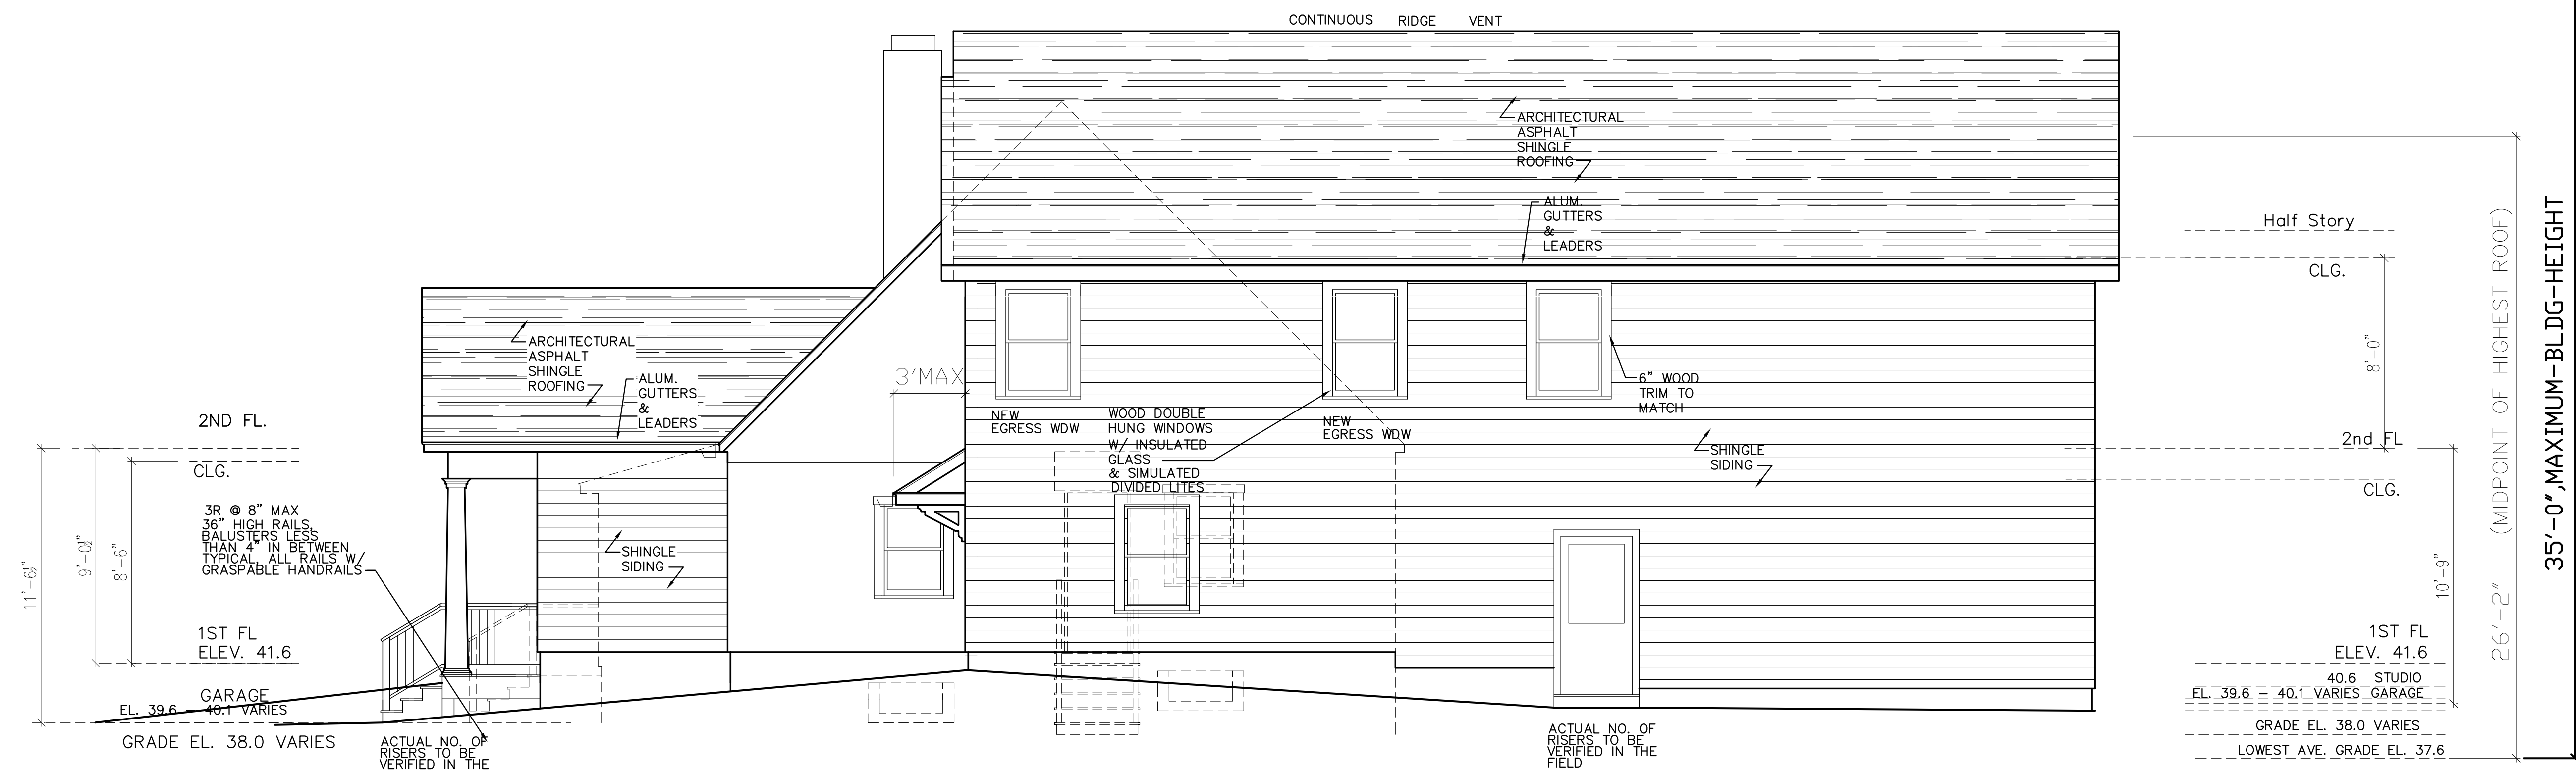 CONTINUOUS RIDGE VENT
ARCHITECTURAL
ASPHALT
SHINGLE
ROOFING
ALUM.
GUTTERS
&
LEADERS
ARCHITECTURAL
ASPHALT
SHINGLE
ROOFING
ALUM.
GUTTERS
&
LEADERS
3'MAX
NEW
EGRESS WDW
WOOD DOUBLE
HUNG WINDOWS
W/ INSULATED
GLASS
& SIMULATED
DIVIDED LITES
NEW
EGRESS WDW
6" WOOD
TRIM TO
MATCH
SHINGLE
SIDING
SHINGLE
SIDING
2ND FL.
CLG.
3R @ 8" MAX
36" HIGH RAILS,
BALUSTERS LESS
THAN 4" IN BETWEEN
TYPICAL, ALL RAILS W/
GRASPABLE HANDRAILS
11'-6½"
9'-0½"
8'-6"
1ST FL
ELEV. 41.6
GARAGE
EL. 39.6 - 40.1 VARIES
GRADE EL. 38.0 VARIES
ACTUAL NO. OF
RISERS TO BE
VERIFIED IN THE
ACTUAL NO. OF
RISERS TO BE
VERIFIED IN THE
FIELD
Half Story
CLG.
8'-0"
2nd FL
CLG.
10'-9"
1ST FL
ELEV. 41.6
40.6 STUDIO
EL. 39.6 - 40.1 VARIES GARAGE
GRADE EL. 38.0 VARIES
LOWEST AVE. GRADE EL. 37.6
26'-2" (MIDPOINT OF HIGHEST ROOF)
35'-0",MAXIMUM-BLDG-HEIGHT